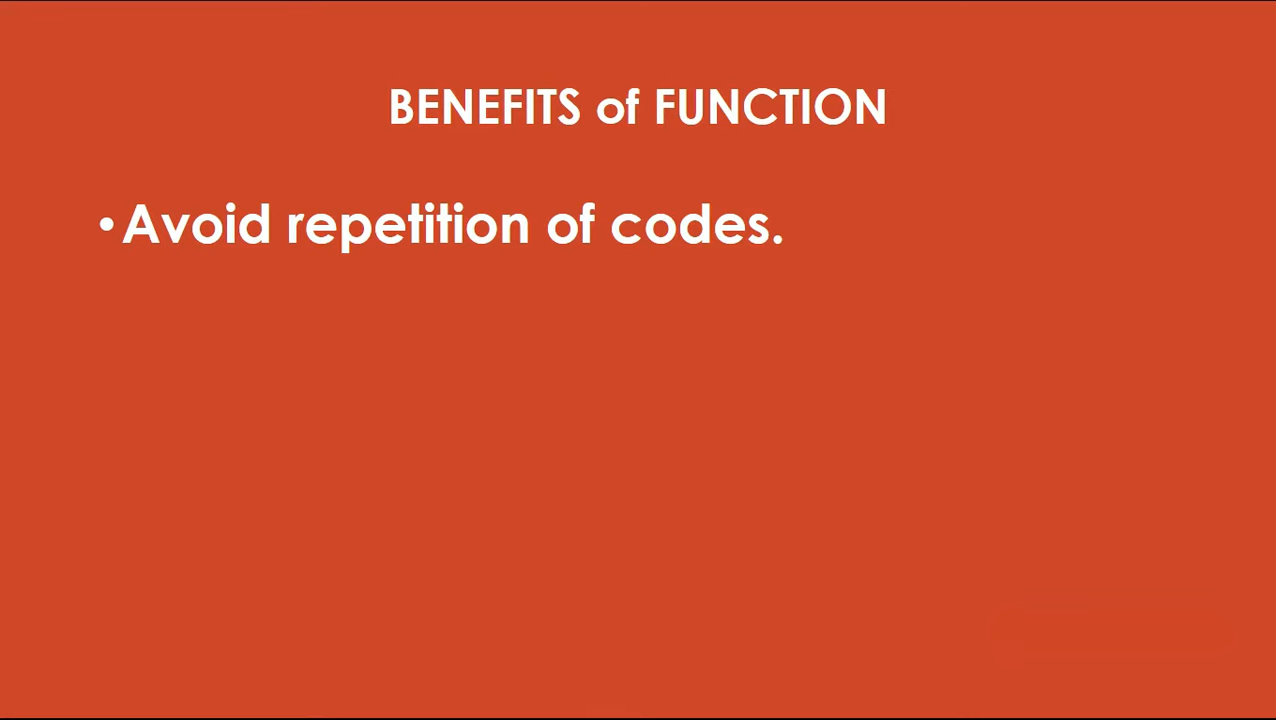 BENEFITS of FUNCTION
•Avoid repetition of codes.